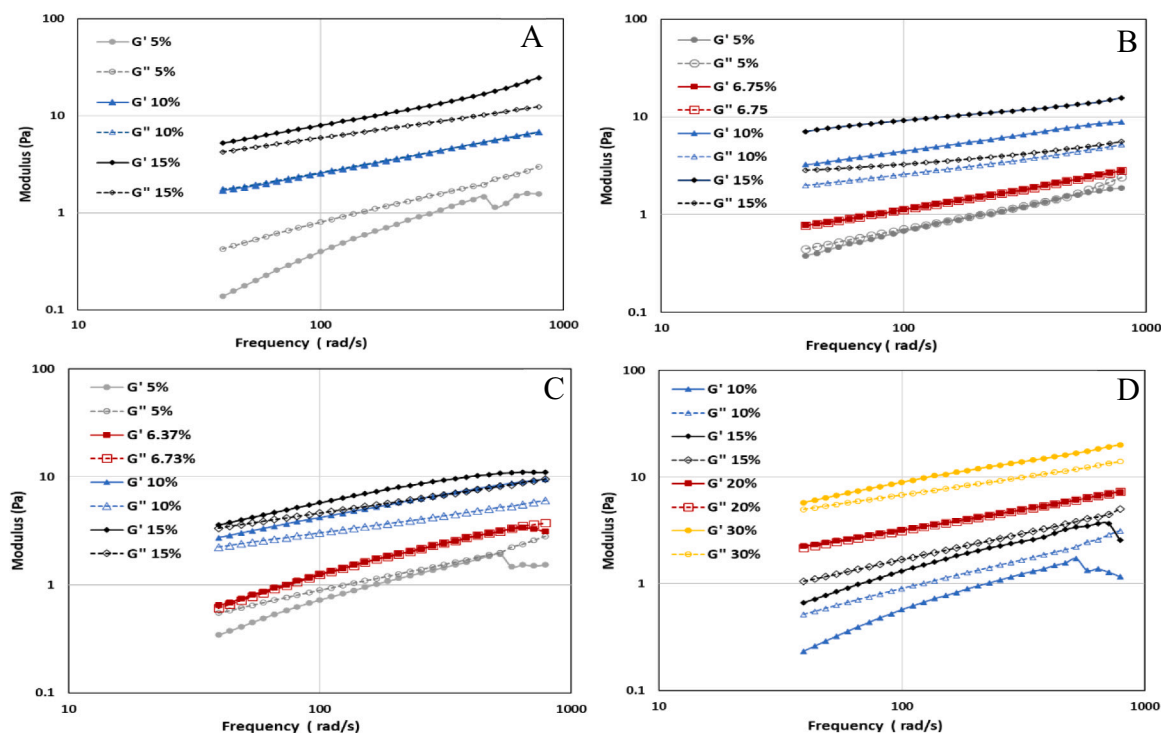 A
100
10
1
0.1
10
100
1000
Modulus (Pa)
Frequency ( rad/s)
G' 5%
G" 5%
G' 10%
G" 10%
G' 15%
G" 15%
B
100
10
1
0.1
10
100
1000
Modulus (Pa)
Frequency ( rad/s)
G' 5%
G" 5%
G' 6.75%
G" 6.75
G' 10%
G" 10%
G' 15%
G" 15%
C
100
10
1
0.1
10
100
1000
Modulus (Pa)
Frequency ( rad/s)
G' 5%
G" 5%
G' 6.37%
G" 6.73%
G' 10%
G" 10%
G' 15%
G" 15%
D
100
10
1
0.1
10
100
1000
Modulus (Pa)
Frequency ( rad/s)
G' 10%
G" 10%
G' 15%
G" 15%
G' 20%
G" 20%
G' 30%
G" 30%